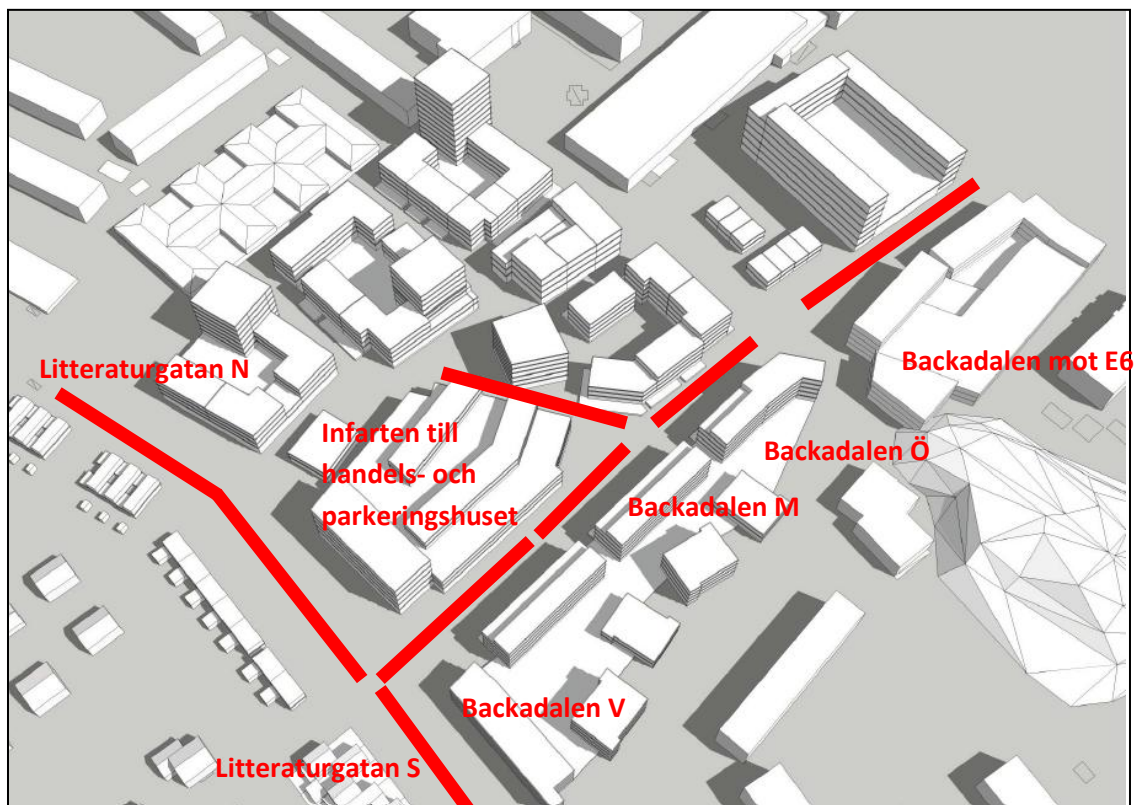 Litteraturgatan N
Backadalen mot E6
Infarten till
handels- och
parkeringshuset
Backadalen Ö
Backadalen M
Backadalen V
Litteraturgatan S